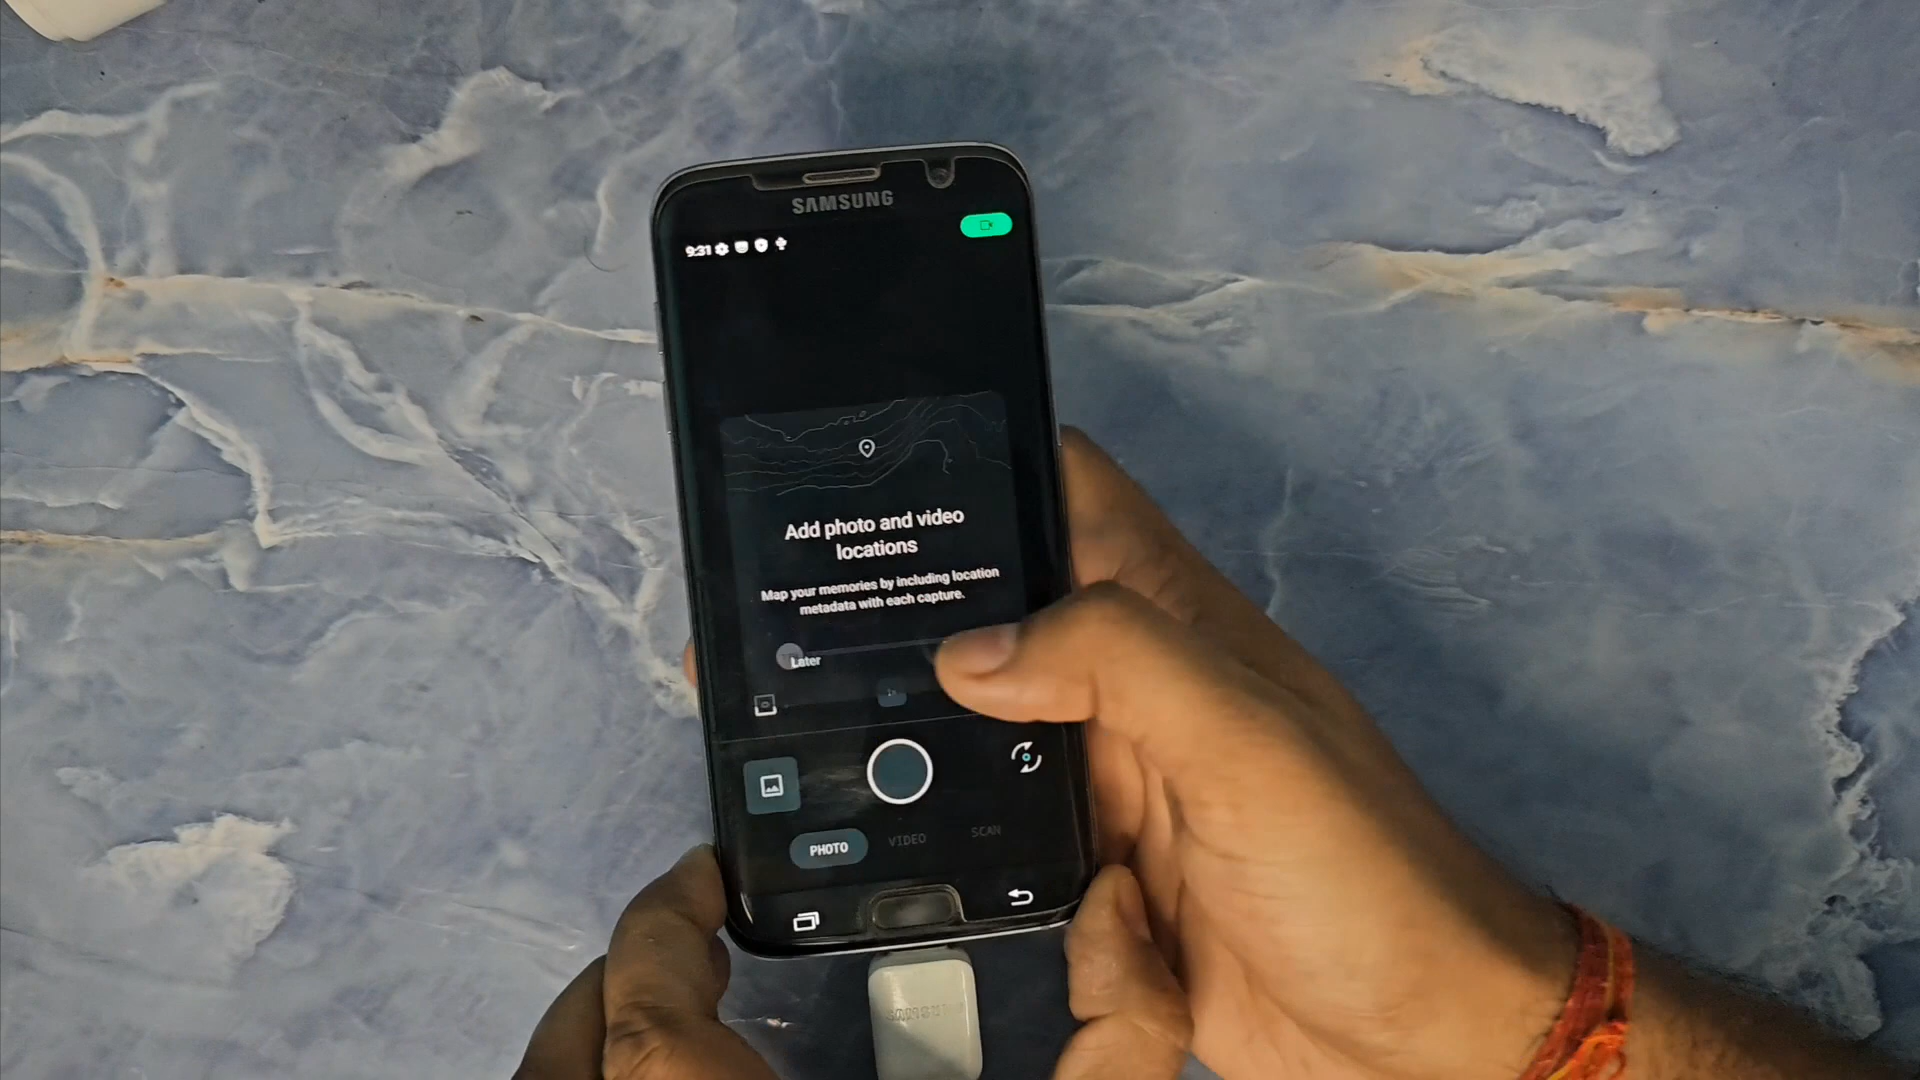 SAMSUNG
9:31
Add photo and video
locations
Map your memories by including location
metadata with each capture.
Later
PHOTO
VIDEO
SCAN
SAMSUNG